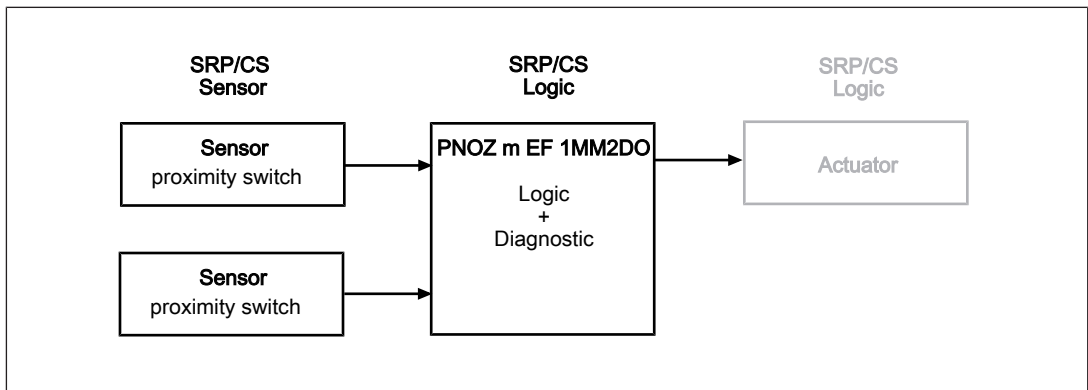 SRP/CS
Sensor
SRP/CS
Logic
SRP/CS
Logic
Sensor
proximity switch
PNOZ m EF 1MM2DO
Logic
+
Diagnostic
Actuator
Sensor
proximity switch